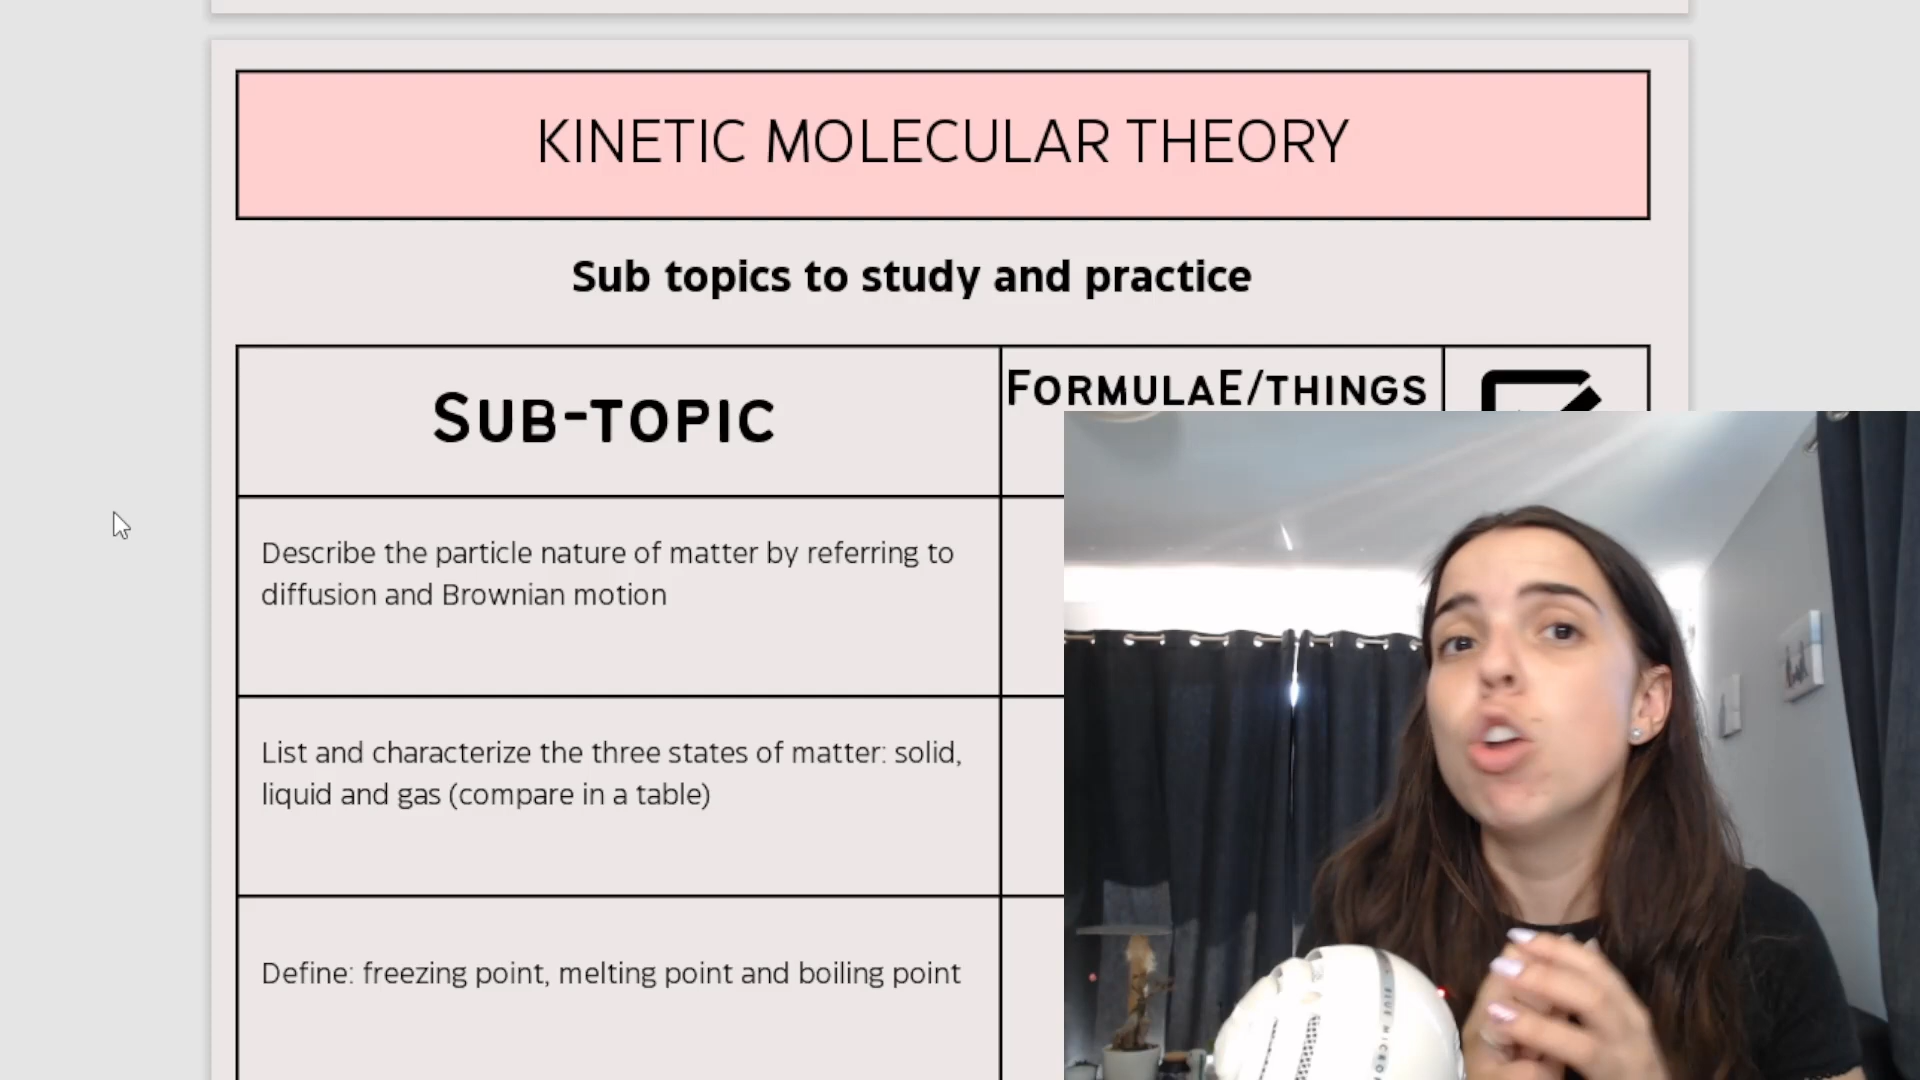 KINETIC MOLECULAR THEORY
Sub topics to study and practice
SUB-TOPIC
FORMULAE/THINGS
Describe the particle nature of matter by referring to
diffusion and Brownian motion
List and characterize the three states of matter: solid,
liquid and gas (compare in a table)
Define: freezing point, melting point and boiling point
BLUE MICRO